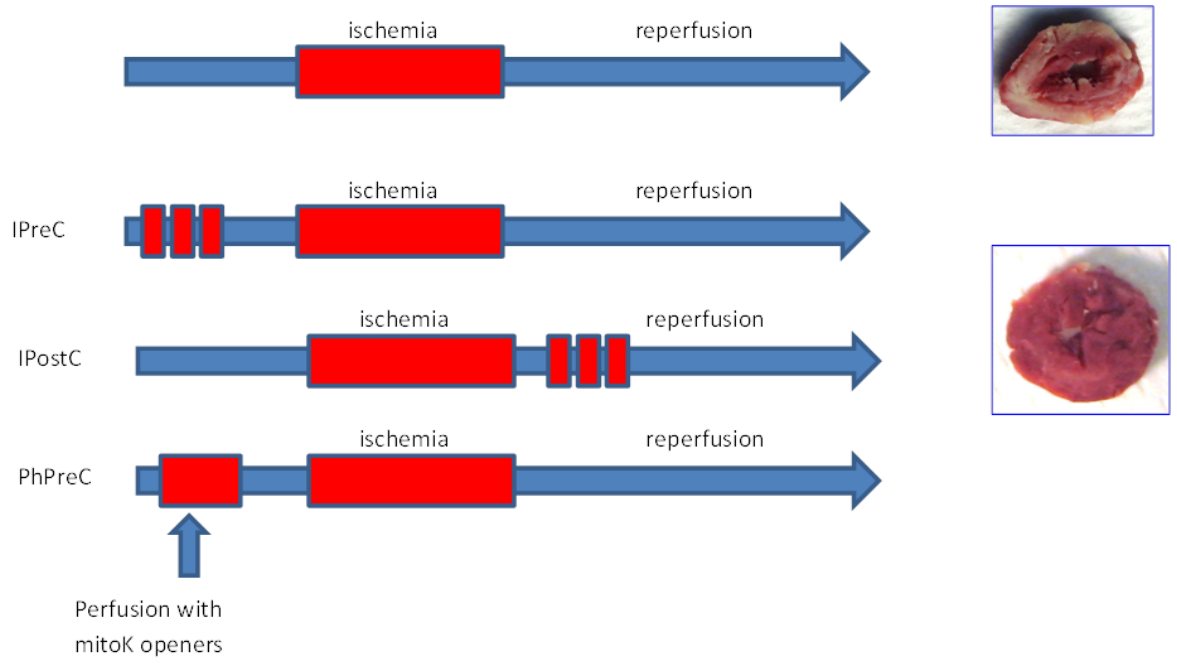 ischemia reperfusion
IPreC
ischemia reperfusion
IPostC
ischemia reperfusion
PhPreC
ischemia reperfusion
Perfusion with
mitoK openers